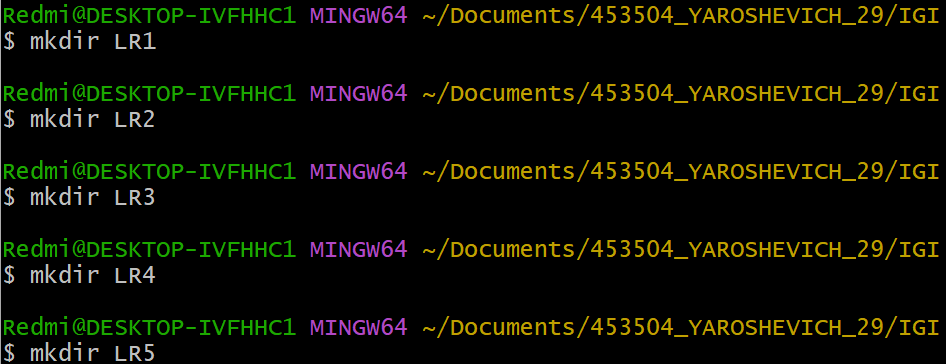 Redmi@DESKTOP-IVFHHC1 MINGW64 ~/Documents/453504_YAROSHEVICH_29/IGI
$ mkdir LR1
Redmi@DESKTOP-IVFHHC1 MINGW64 ~/Documents/453504_YAROSHEVICH_29/IGI
$ mkdir LR2
Redmi@DESKTOP-IVFHHC1 MINGW64 ~/Documents/453504_YAROSHEVICH_29/IGI
$ mkdir LR3
Redmi@DESKTOP-IVFHHC1 MINGW64 ~/Documents/453504_YAROSHEVICH_29/IGI
$ mkdir LR4
Redmi@DESKTOP-IVFHHC1 MINGW64 ~/Documents/453504_YAROSHEVICH_29/IGI
$ mkdir LR5